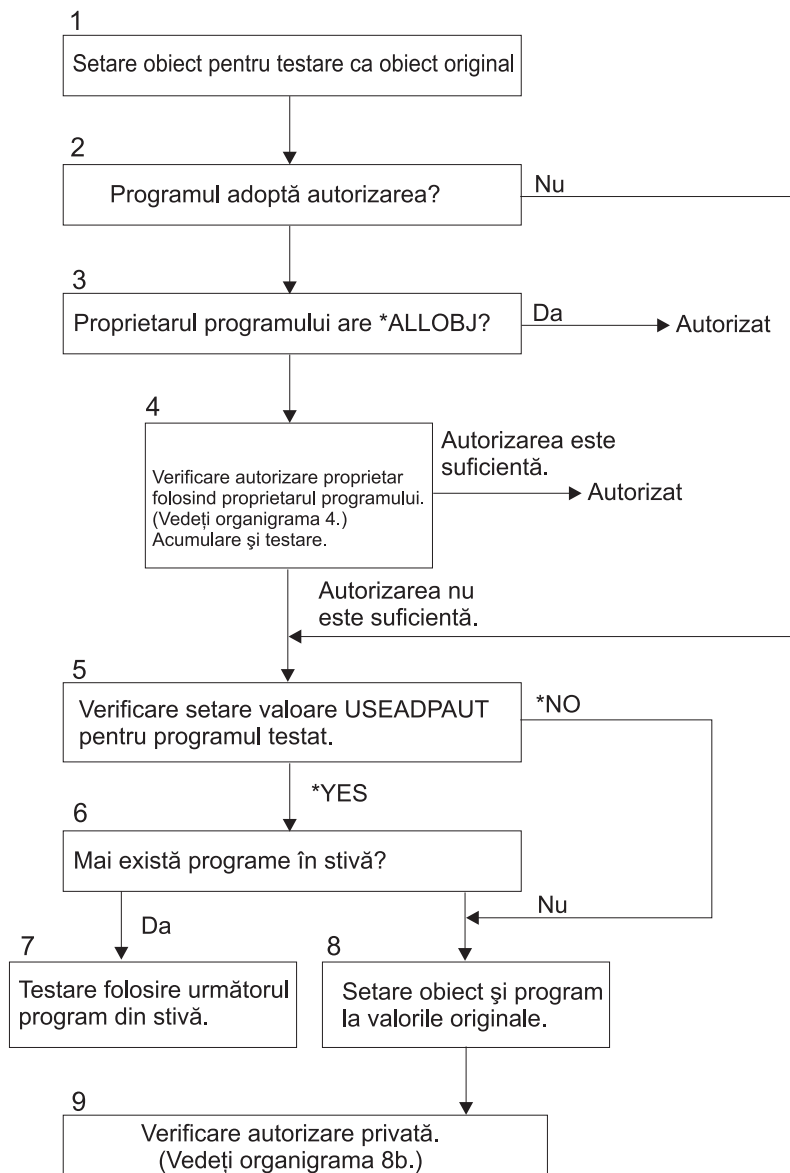 1
Setare obiect pentru testare ca obiect original
2
Programul adoptă autorizarea?
Nu
3
Proprietarul programului are *ALLOBJ?
Da
Autorizat
4
Verificare autorizare proprietar
folosind proprietarul programului.
(Vedeți organigrama 4.)
Acumulare şi testare.
Autorizarea este
suficientă.
Autorizat
Autorizarea nu
este suficientă.
5
Verificare setare valoare USEADPAUT
pentru programul testat.
*NO
*YES
6
Mai există programe în stivă?
Da
Nu
7
Testare folosire următorul
program din stivă.
8
Setare obiect şi program
la valorile originale.
9
Verificare autorizare privată.
(Vedeți organigrama 8b.)